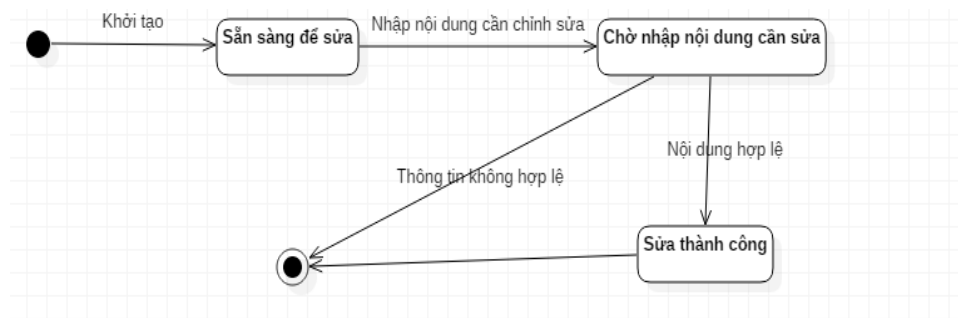 Khởi tạo
Sẵn sàng để sửa
Nhập nội dung cần chỉnh sửa
Chờ nhập nội dung cần sửa
Nội dung hợp lệ
Thông tin không hợp lệ
Sửa thành công